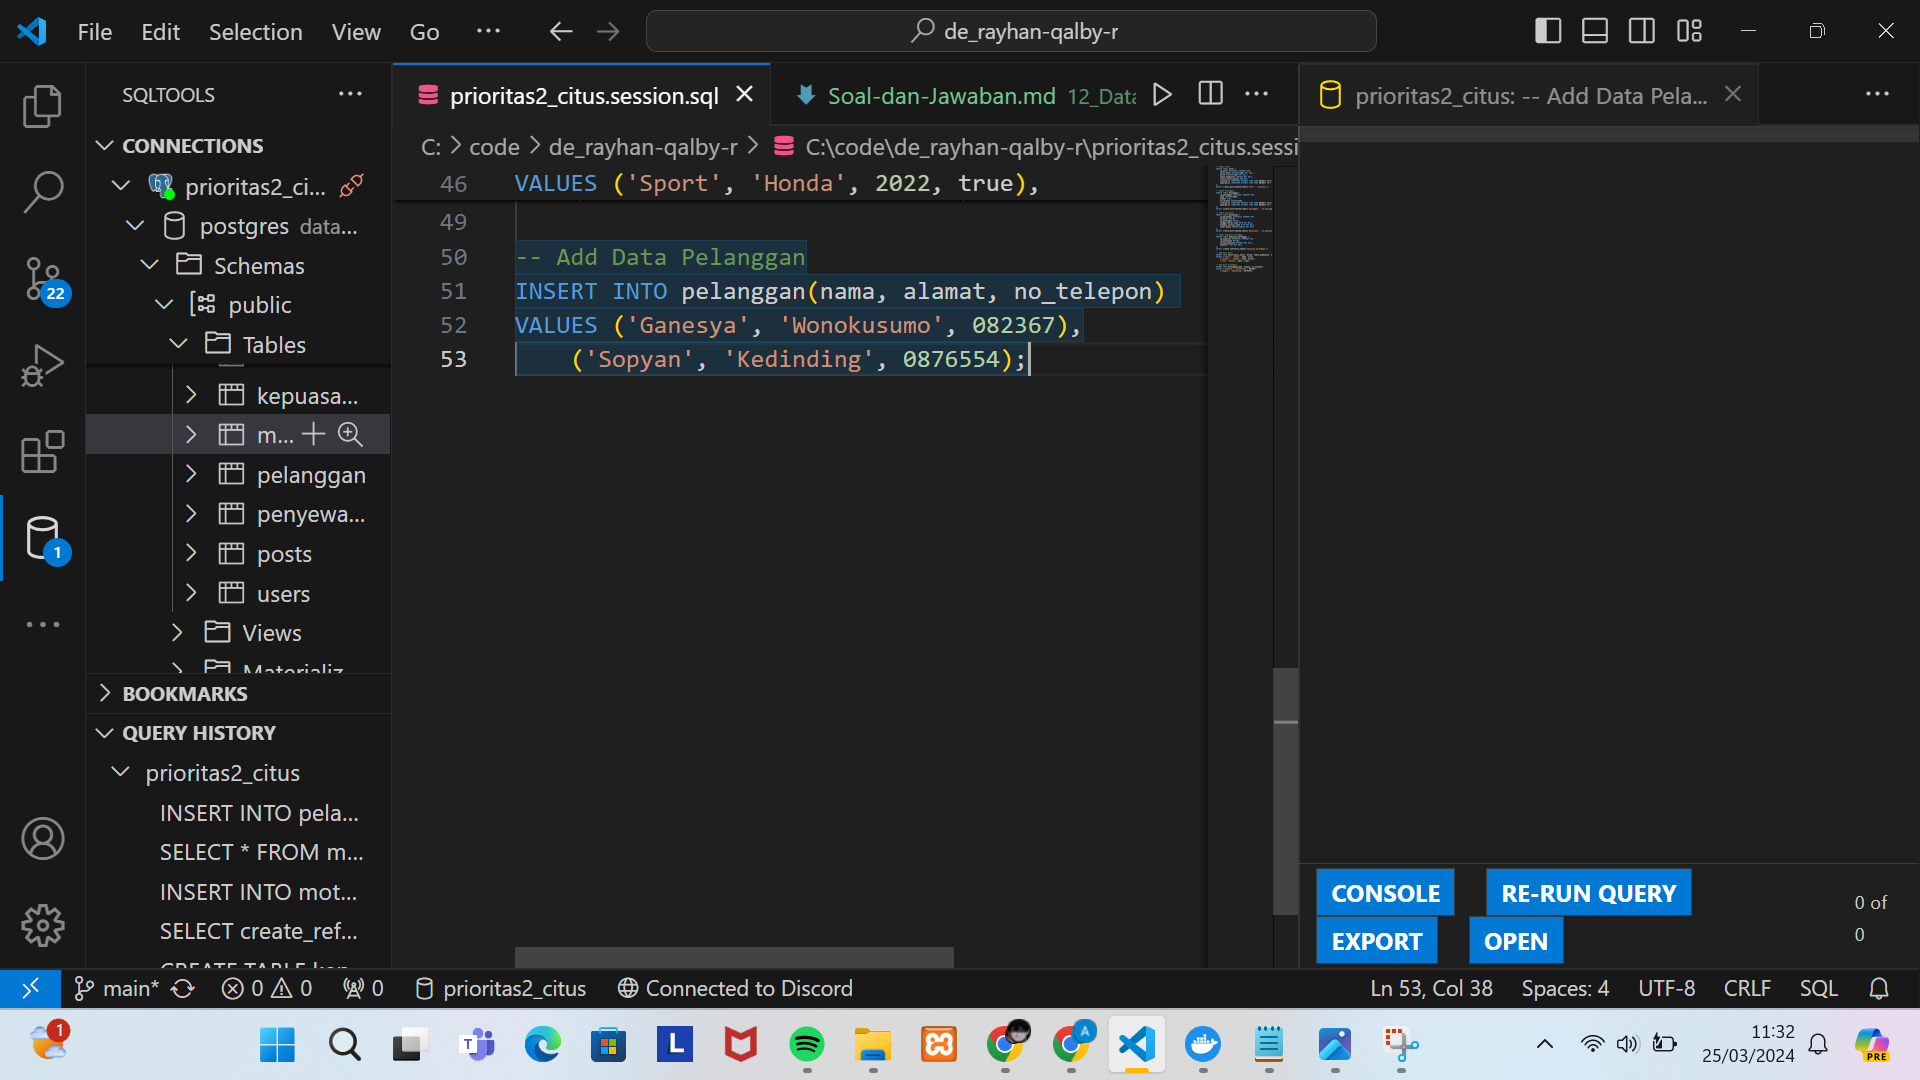 File Edit Selection View Go ...
de_rayhan-qalby-r
SQLTOOLS
CONNECTIONS
prioritas2_ci...
postgres data...
Schemas
public
Tables
kepuasa...
m...
pelanggan
penyewa...
posts
users
Views
Materializ
BOOKMARKS
QUERY HISTORY
prioritas2_citus
INSERT INTO pela...
SELECT * FROM m...
INSERT INTO mot...
SELECT create_ref...
22
1
prioritas2_citus.session.sql
Soal-dan-Jawaban.md 12_Data
C: > code > de_rayhan-qalby-r > C:\code\de_rayhan-qalby-r\prioritas2_citus.sessi
46 VALUES ('Sport', 'Honda', 2022, true),
49
50 -- Add Data Pelanggan
51 INSERT INTO pelanggan(nama, alamat, no_telepon)
52 VALUES ('Ganesya', 'Wonokusumo', 082367),
53 ('Sopyan', 'Kedinding', 0876554);
prioritas2_citus: -- Add Data Pela...
CONSOLE
RE-RUN QUERY
EXPORT
OPEN
0 of
0
main*
0 0
0
prioritas2_citus
Connected to Discord
Ln 53, Col 38
Spaces: 4
UTF-8
CRLF
SQL
1
T
L
A
11:32
25/03/2024
PRE